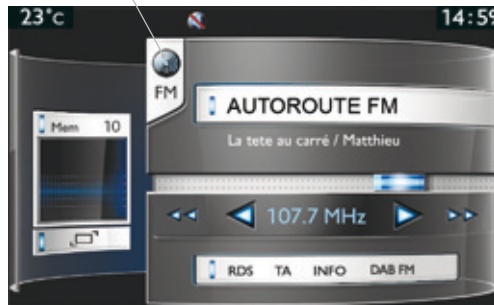 23°C 14:59
FM
AUTOROUTE FM
Mem 10
La tete au carré / Matthieu
107.7 MHz
RDS TA INFO DAB FM